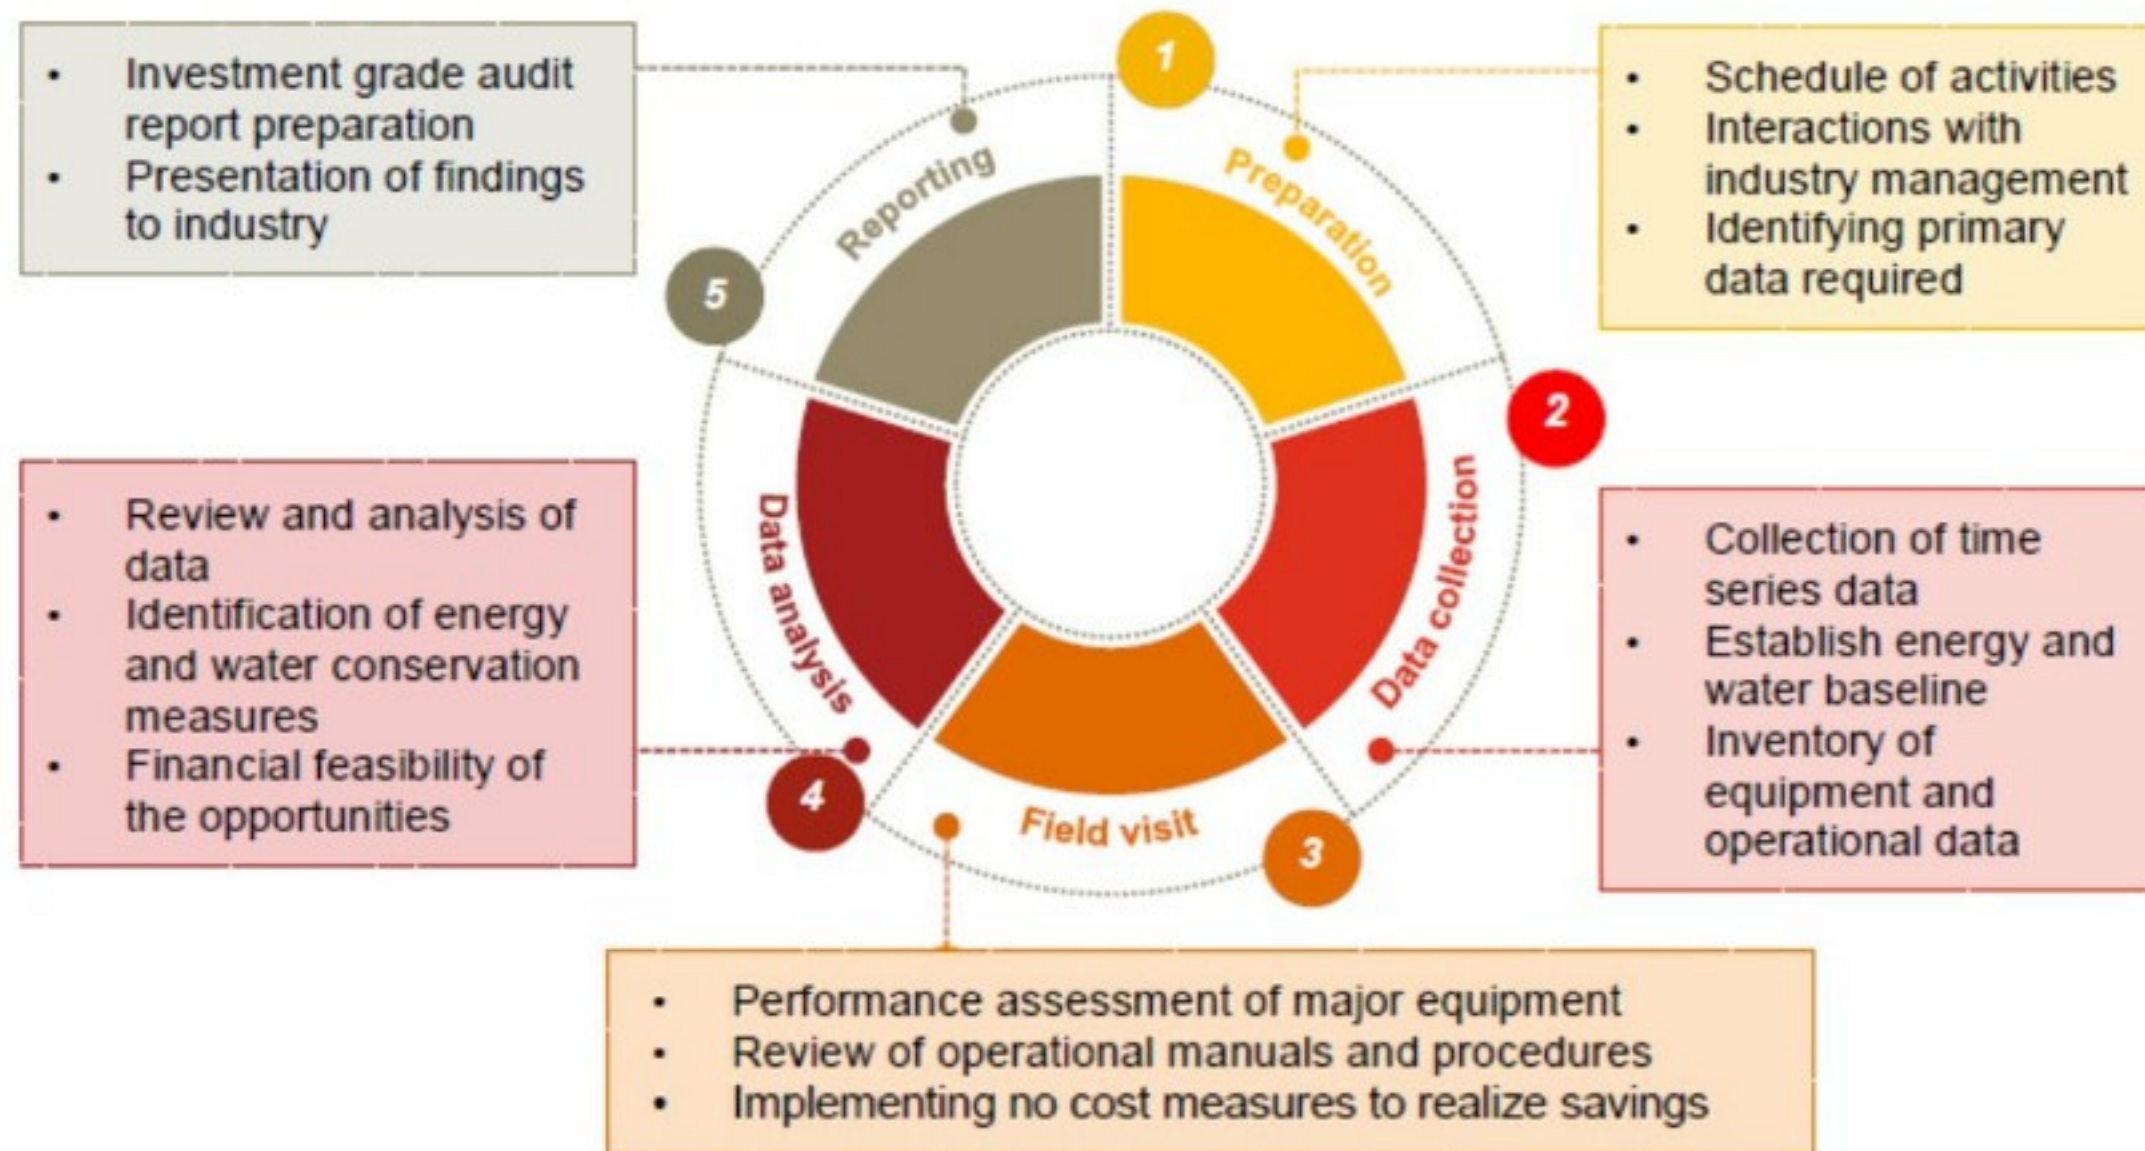 1
Preparation
• Schedule of activities
• Interactions with
industry management
• Identifying primary
data required
2
Data collection
• Collection of time
series data
• Establish energy and
water baseline
• Inventory of
equipment and
operational data
3
Field visit
• Performance assessment of major equipment
• Review of operational manuals and procedures
• Implementing no cost measures to realize savings
4
Data analysis
• Review and analysis of
data
• Identification of energy
and water conservation
measures
• Financial feasibility of
the opportunities
5
Reporting
• Investment grade audit
report preparation
• Presentation of findings
to industry